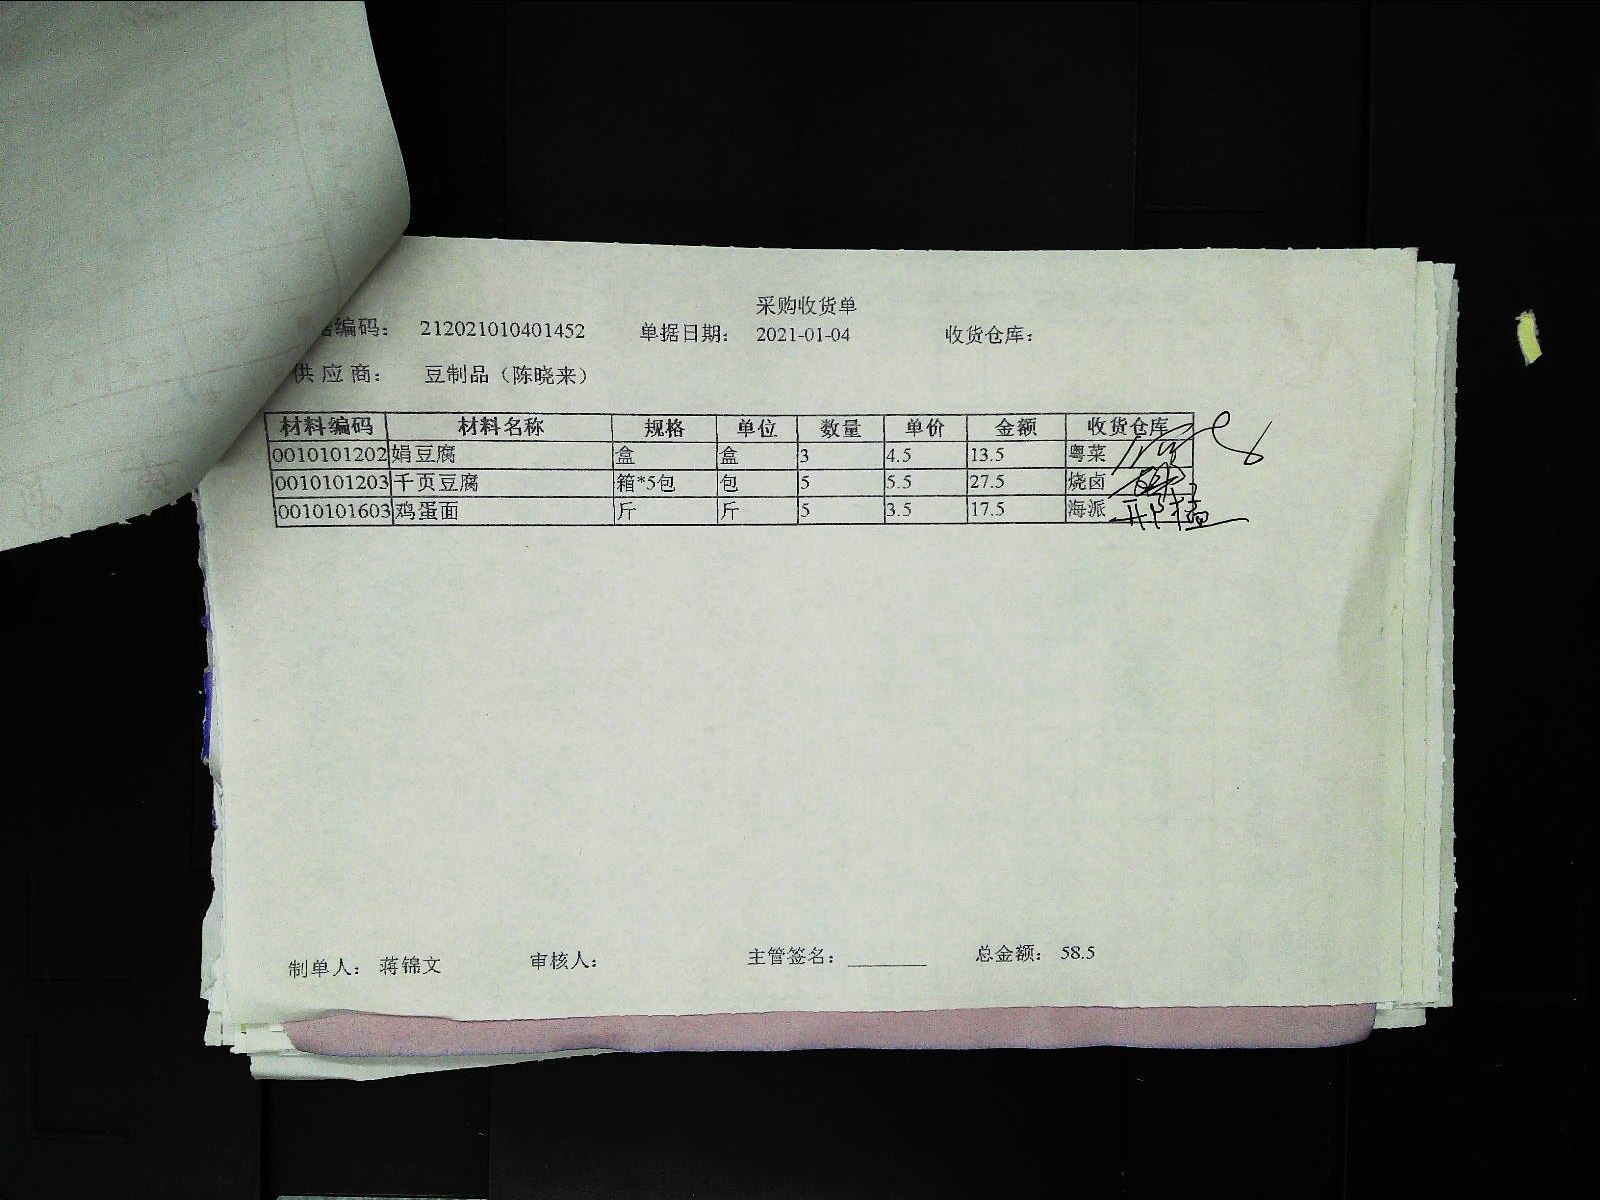 采购收货单
编码： 212021010401452 单据日期： 2021-01-04 收货仓库：
供应商： 豆制品（陈晓来）
材料编码 材料名称 规格 单位 数量 单价 金额 收货仓库
0010101202 娟豆腐 盒 盒 3 4.5 13.5 粤菜
0010101203 千页豆腐 箱*5包 包 5 5.5 27.5 烧卤
0010101603 鸡蛋面 斤 斤 5 3.5 17.5 海派
制单人： 蒋锦文 审核人： 主管签名：________ 总金额： 58.5